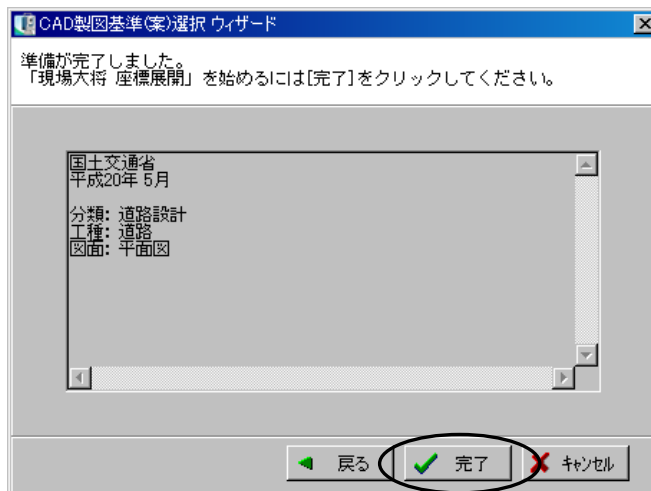 CAD製図基準(案)選択 ウィザード
準備が完了しました。
「現場大将 座標展開」を始めるには[完了]をクリックしてください。
国土交通省
平成20年 5月
分類: 道路設計
工種: 道路
図面: 平面図
戻る 完了 キャンセル